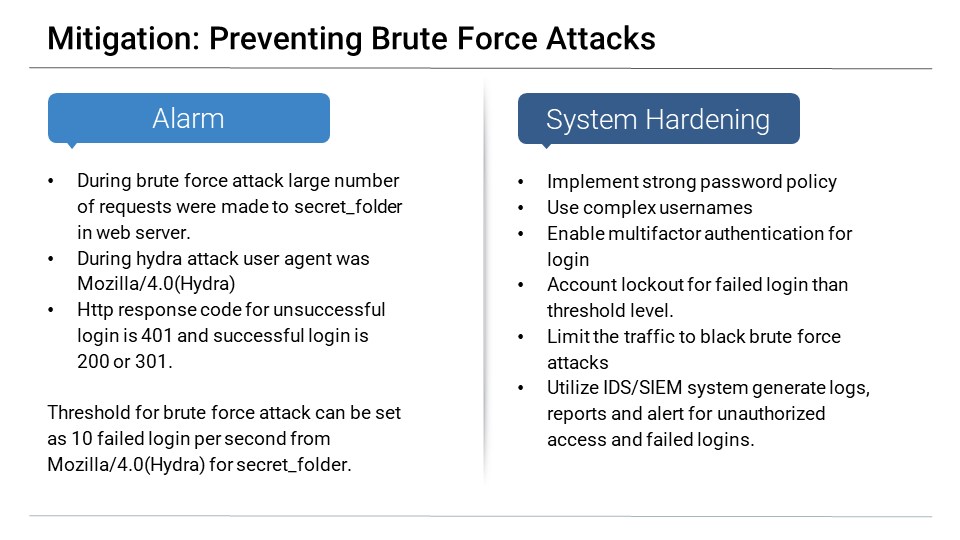 Mitigation: Preventing Brute Force Attacks
Alarm
• During brute force attack large number
of requests were made to secret_folder
in web server.
• During hydra attack user agent was
Mozilla/4.0(Hydra)
• Http response code for unsuccessful
login is 401 and successful login is
200 or 301.
Threshold for brute force attack can be set
as 10 failed login per second from
Mozilla/4.0(Hydra) for secret_folder.
System Hardening
• Implement strong password policy
• Use complex usernames
• Enable multifactor authentication for
login
• Account lockout for failed login than
threshold level.
• Limit the traffic to black brute force
attacks
• Utilize IDS/SIEM system generate logs,
reports and alert for unauthorized
access and failed logins.